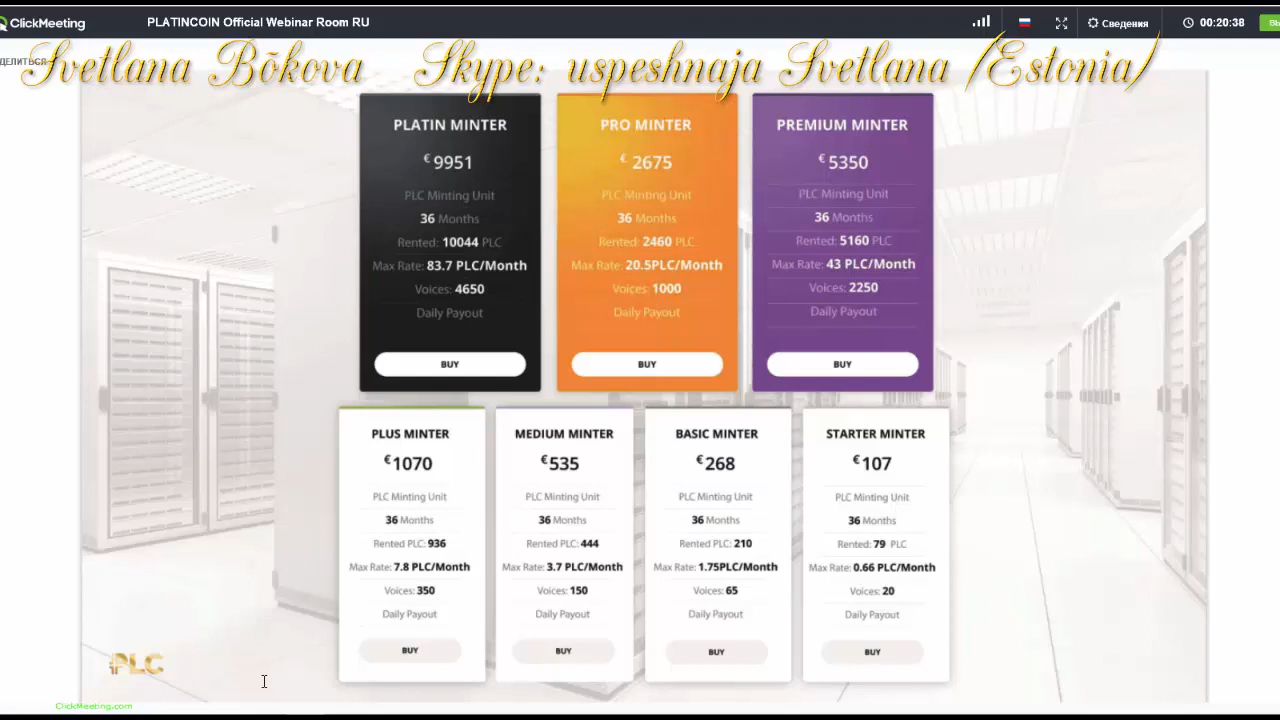 ClickMeeting
PLATINCOIN Official Webinar Room RU
Сведения
00:20:38
ДЕЛИТЬСЯ
Svetlana Bõkova Skype: uspeshnaja Svetlana (Estonia)
PLATIN MINTER
€ 9951
PLC Minting Unit
36 Months
Rented: 10044 PLC
Max Rate: 83.7 PLC/Month
Voices: 4650
Daily Payout
BUY
PRO MINTER
€ 2675
PLC Minting Unit
36 Months
Rented: 2460 PLC
Max Rate: 20.5PLC/Month
Voices: 1000
Daily Payout
BUY
PREMIUM MINTER
€ 5350
PLC Minting Unit
36 Months
Rented: 5160 PLC
Max Rate: 43 PLC/Month
Voices: 2250
Daily Payout
BUY
PLUS MINTER
€1070
PLC Minting Unit
36 Months
Rented PLC: 936
Max Rate: 7.8 PLC/Month
Voices: 350
Daily Payout
BUY
MEDIUM MINTER
€535
PLC Minting Unit
36 Months
Rented PLC: 444
Max Rate: 3.7 PLC/Month
Voices: 150
Daily Payout
BUY
BASIC MINTER
€268
PLC Minting Unit
36 Months
Rented PLC: 210
Max Rate: 1.75PLC/Month
Voices: 65
Daily Payout
BUY
STARTER MINTER
€107
PLC Minting Unit
36 Months
Rented: 79 PLC
Max Rate: 0.66 PLC/Month
Voices: 20
Daily Payout
BUY
PLC
ClickMeeting.com